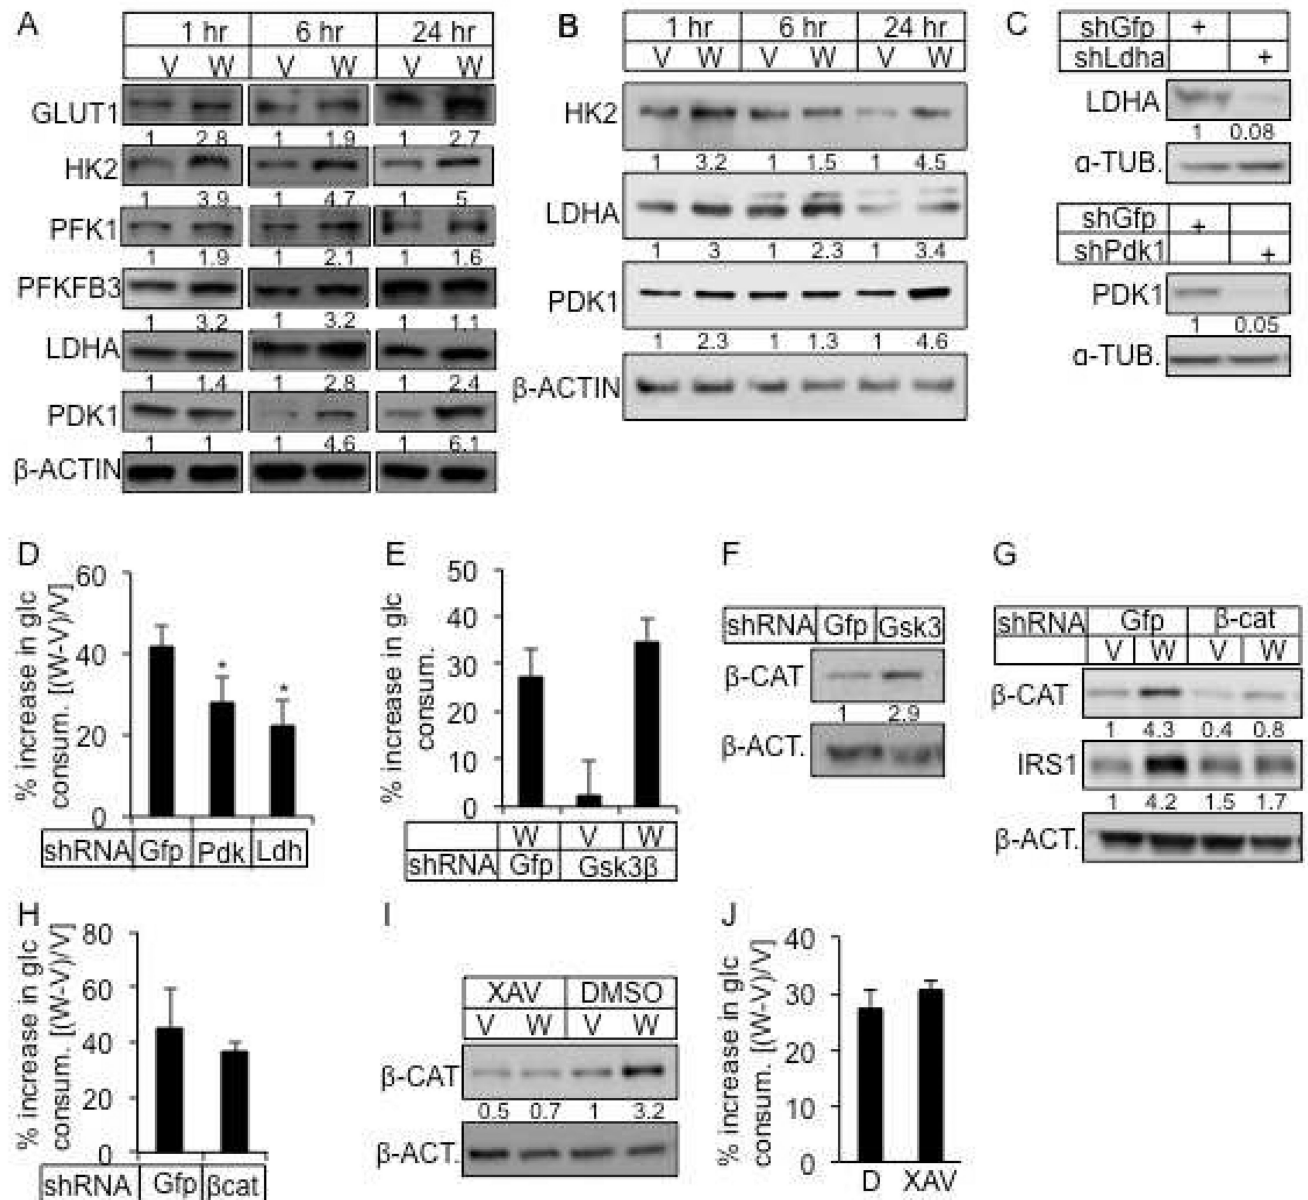 A
1 hr 6 hr 24 hr
V W V W V W
GLUT1
1 2.8 1 1.9 1 2.7
HK2
1 3.9 1 4.7 1 5
PFK1
1 1.9 1 2.1 1 1.6
PFKFB3
1 3.2 1 3.2 1 1.1
LDHA
1 1.4 1 2.8 1 2.4
PDK1
1 1 1 4.6 1 6.1
β-ACTIN
B
1 hr 6 hr 24 hr
V W V W V W
HK2
1 3.2 1 1.5 1 4.5
LDHA
1 3 1 2.3 1 3.4
PDK1
1 2.3 1 1.3 1 4.6
β-ACTIN
C
shGfp +
shLdha +
LDHA
1 0.08
α-TUB.
shGfp +
shPdk1 +
PDK1
1 0.05
α-TUB.
D
% increase in glc
consum. [(W-V)/V]
60
40
20
0
* *
shRNA Gfp Pdk Ldh
E
% increase in glc
consum.
50
40
30
20
10
0
W V W
shRNA Gfp Gsk3β
F
shRNA Gfp Gsk3
β-CAT
1 2.9
β-ACT.
G
shRNA Gfp β-cat
V W V W
β-CAT
1 4.3 0.4 0.8
IRS1
1 4.2 1.5 1.7
β-ACT.
H
% increase in glc
consum. [(W-V)/V]
80
60
40
20
0
shRNA Gfp βcat
I
XAV DMSO
V W V W
β-CAT
0.5 0.7 1 3.2
β-ACT.
J
% increase in glc
consum. [(W-V)/V]
40
30
20
10
0
D XAV